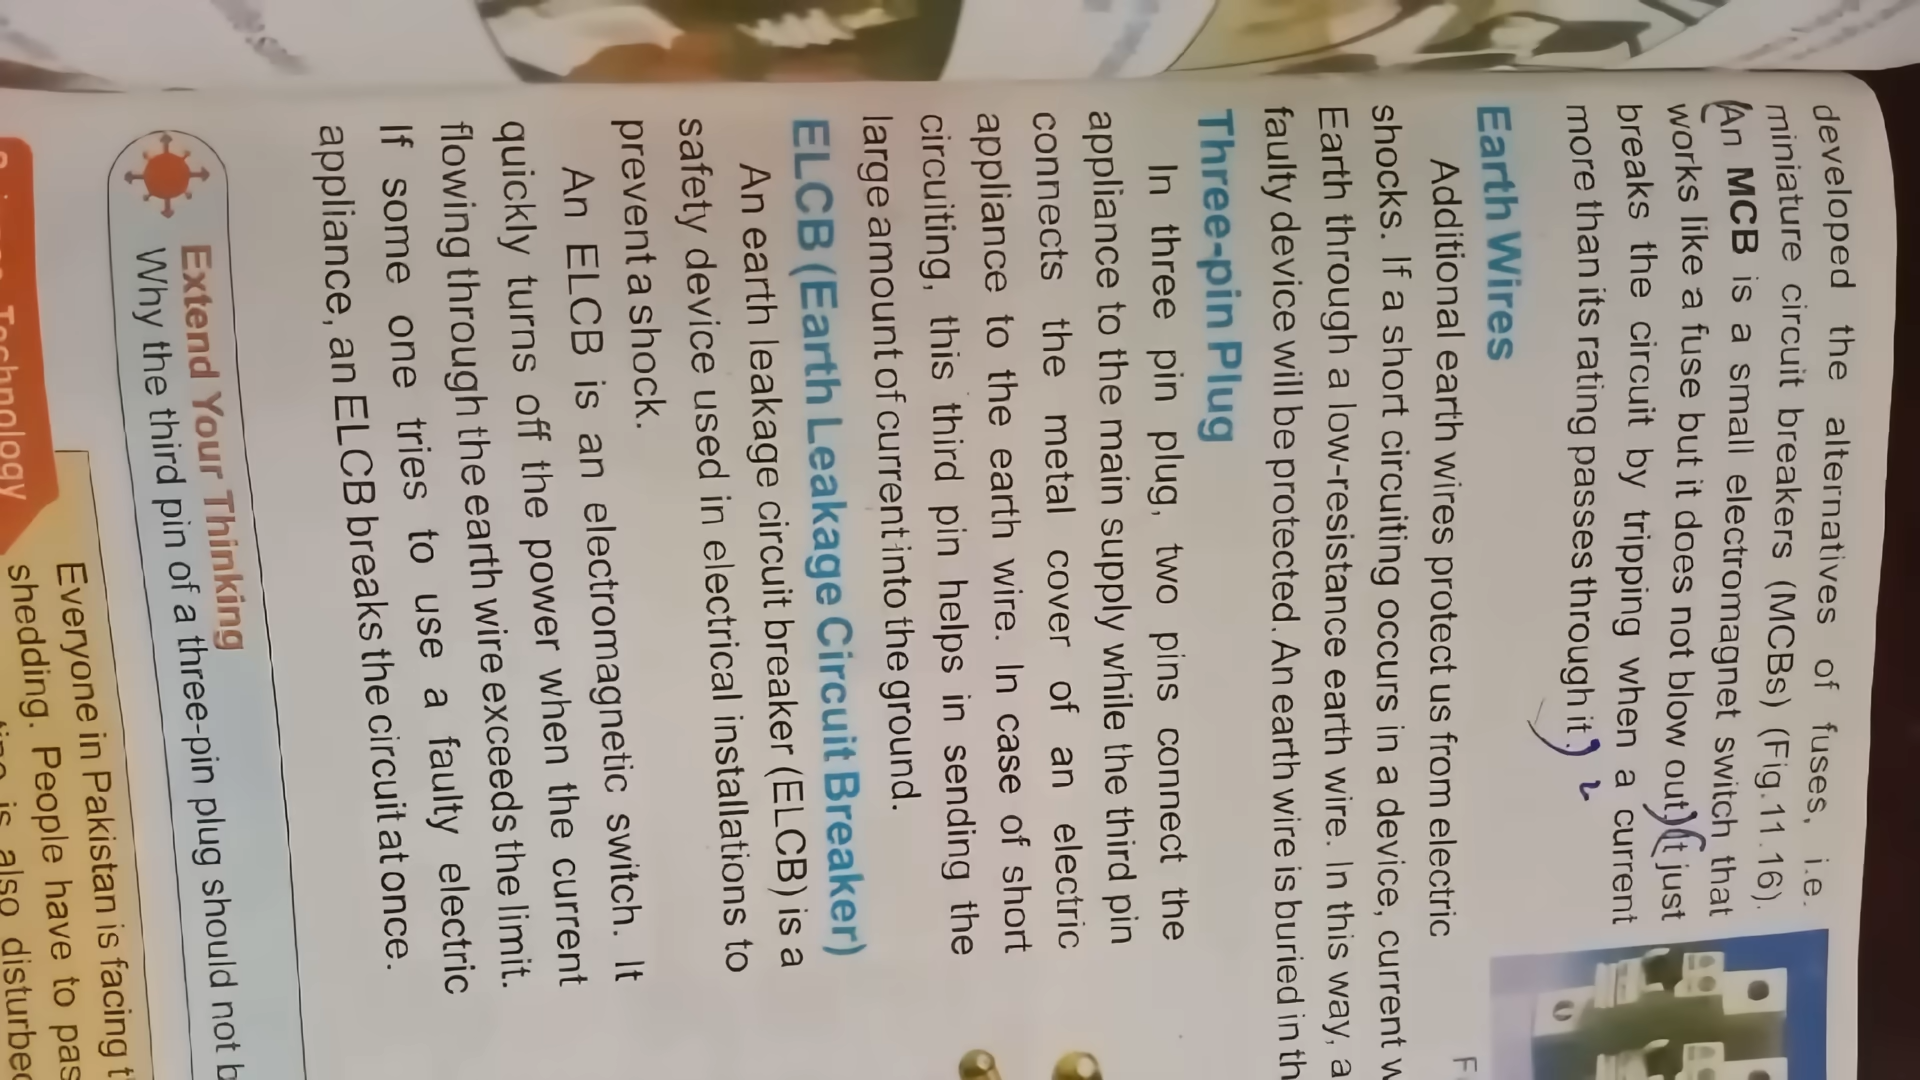 developed the alternatives of fuses, i.e.
miniature circuit breakers (MCBs) (Fig.11.16).
An MCB is a small electromagnet switch that
works like a fuse but it does not blow out. It just
breaks the circuit by tripping when a current
more than its rating passes through it.
Earth Wires
Additional earth wires protect us from electric
shocks. If a short circuiting occurs in a device, current w
Earth through a low-resistance earth wire. In this way, a
faulty device will be protected. An earth wire is buried in th
Three-pin Plug
In three pin plug, two pins connect the
appliance to the main supply while the third pin
connects the metal cover of an electric
appliance to the earth wire. In case of short
circuiting, this third pin helps in sending the
large amount of current into the ground.
ELCB (Earth Leakage Circuit Breaker)
An earth leakage circuit breaker (ELCB) is a
safety device used in electrical installations to
prevent a shock.
An ELCB is an electromagnetic switch. It
quickly turns off the power when the current
flowing through the earth wire exceeds the limit.
If some one tries to use a faulty electric
appliance, an ELCB breaks the circuit at once.
Extend Your Thinking
Why the third pin of a three-pin plug should not b
Technology
Everyone in Pakistan is facing t
shedding. People have to pas
is also disturbed